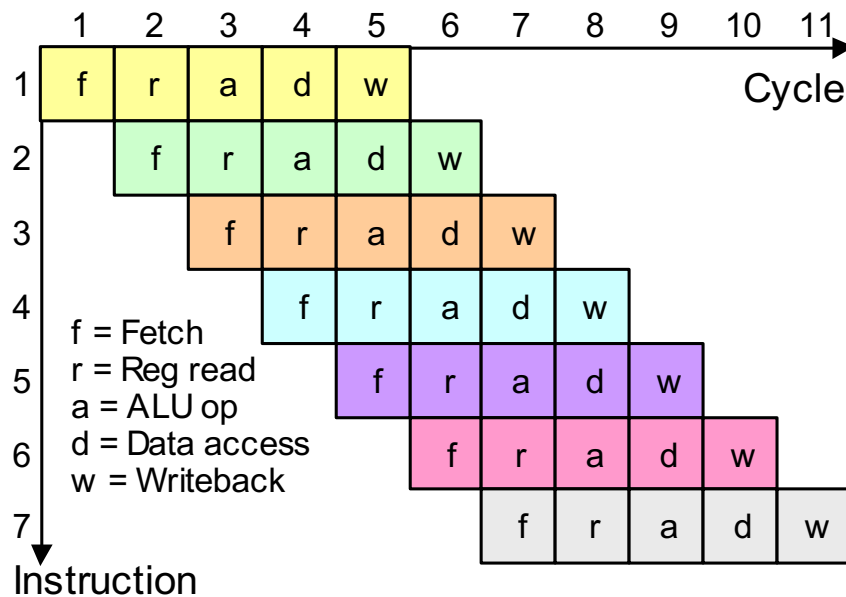 1 2 3 4 5 6 7 8 9 10 11
Cycle
1 f r a d w
2 f r a d w
3 f r a d w
4 f r a d w
5 f r a d w
6 f r a d w
7 f r a d w
f = Fetch
r = Reg read
a = ALU op
d = Data access
w = Writeback
Instruction